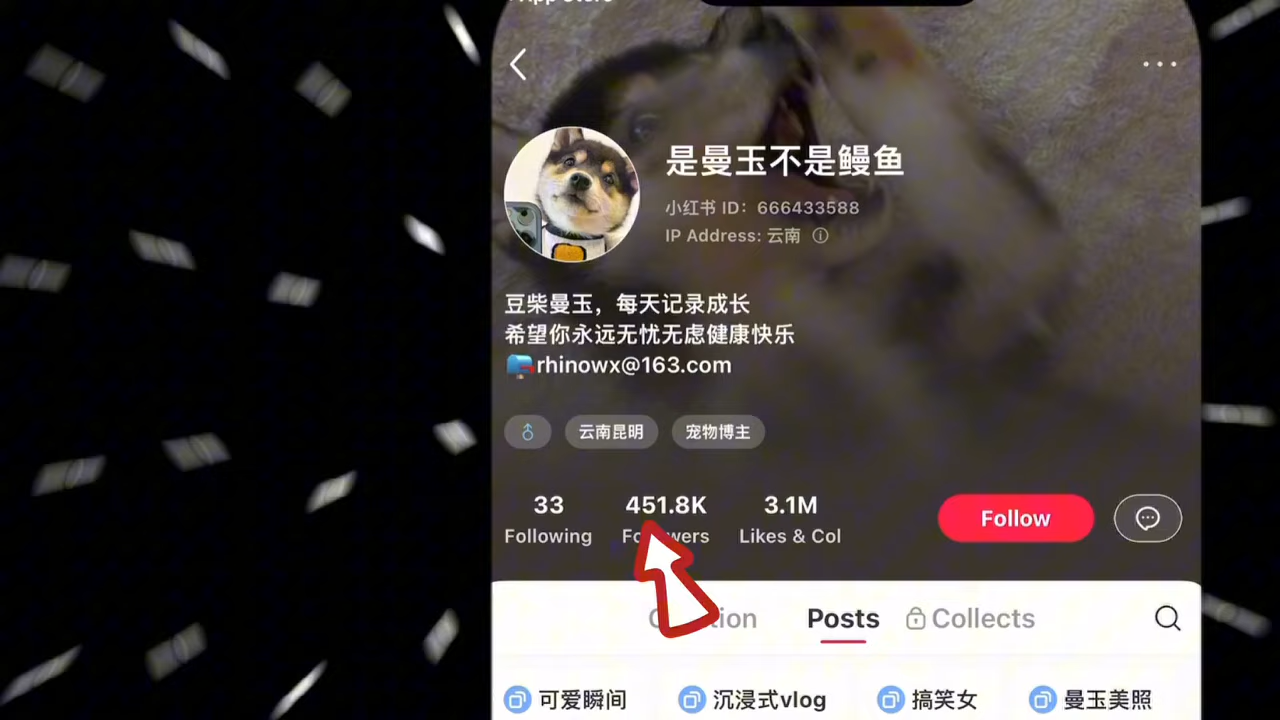 App Store
是曼玉不是鳗鱼
小红书 ID：666433588
IP Address: 云南
豆柴曼玉，每天记录成长
希望你永远无忧无虑健康快乐
rhinowx@163.com
云南昆明 宠物博主
33 451.8K 3.1M
Following Followers Likes & Col
Follow
Posts Collects
可爱瞬间 沉浸式vlog 搞笑女 曼玉美照